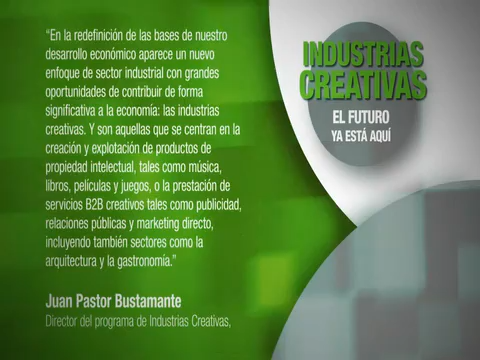 “En la redefinición de las bases de nuestro
desarrollo económico aparece un nuevo
enfoque de sector industrial con grandes
oportunidades de contribuir de forma
significativa a la economía: las industrias
creativas. Y son aquellas que se centran en la
creación y explotación de productos de
propiedad intelectual, tales como música,
libros, películas y juegos, o la prestación de
servicios B2B creativos tales como publicidad,
relaciones públicas y marketing directo,
incluyendo también sectores como la
arquitectura y la gastronomía.”
Juan Pastor Bustamante
Director del programa de Industrias Creativas,
INDUSTRIAS
CREATIVAS
EL FUTURO
YA ESTÁ AQUÍ